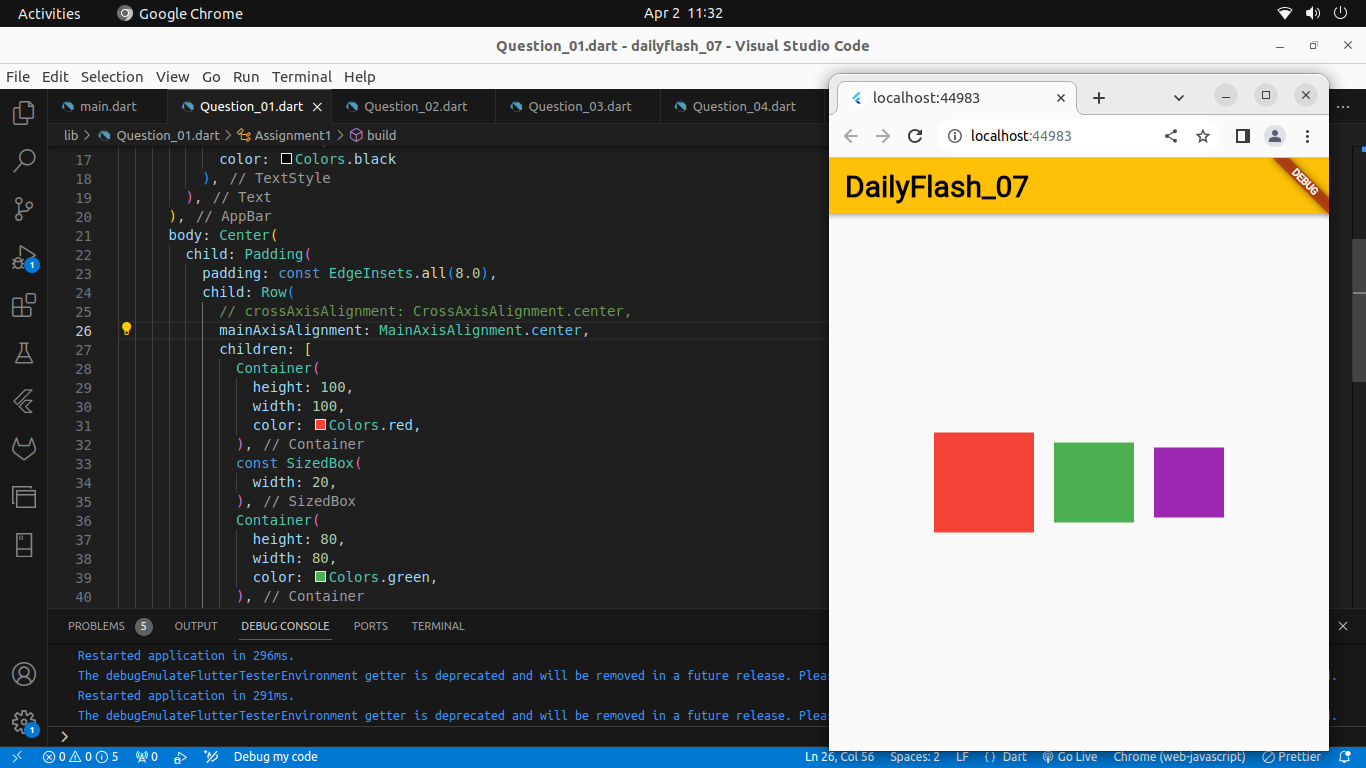 Activities
Google Chrome
Apr 2 11:32
Question_01.dart - dailyflash_07 - Visual Studio Code
File Edit Selection View Go Run Terminal Help
main.dart Question_01.dart Question_02.dart Question_03.dart Question_04.dart
lib > Question_01.dart > Assignment1 > build
17 color: Colors.black
18 ), // TextStyle
19 ), // Text
20 ), // AppBar
21 body: Center(
22 child: Padding(
23 padding: const EdgeInsets.all(8.0),
24 child: Row(
25 // crossAxisAlignment: CrossAxisAlignment.center,
26 mainAxisAlignment: MainAxisAlignment.center,
27 children: [
28 Container(
29 height: 100,
30 width: 100,
31 color: Colors.red,
32 ), // Container
33 const SizedBox(
34 width: 20,
35 ), // SizedBox
36 Container(
37 height: 80,
38 width: 80,
39 color: Colors.green,
40 ), // Container
1
1
PROBLEMS 5 OUTPUT DEBUG CONSOLE PORTS TERMINAL
Restarted application in 296ms.
The debugEmulateFlutterTesterEnvironment getter is deprecated and will be removed in a future release. Plea
Restarted application in 291ms.
The debugEmulateFlutterTesterEnvironment getter is deprecated and will be removed in a future release. Plea
>
0 0 5 0 Debug my code Ln 26, Col 56 Spaces: 2 LF {} Dart Go Live Chrome (web-javascript) Prettier
localhost:44983
localhost:44983
DailyFlash_07
DEBUG